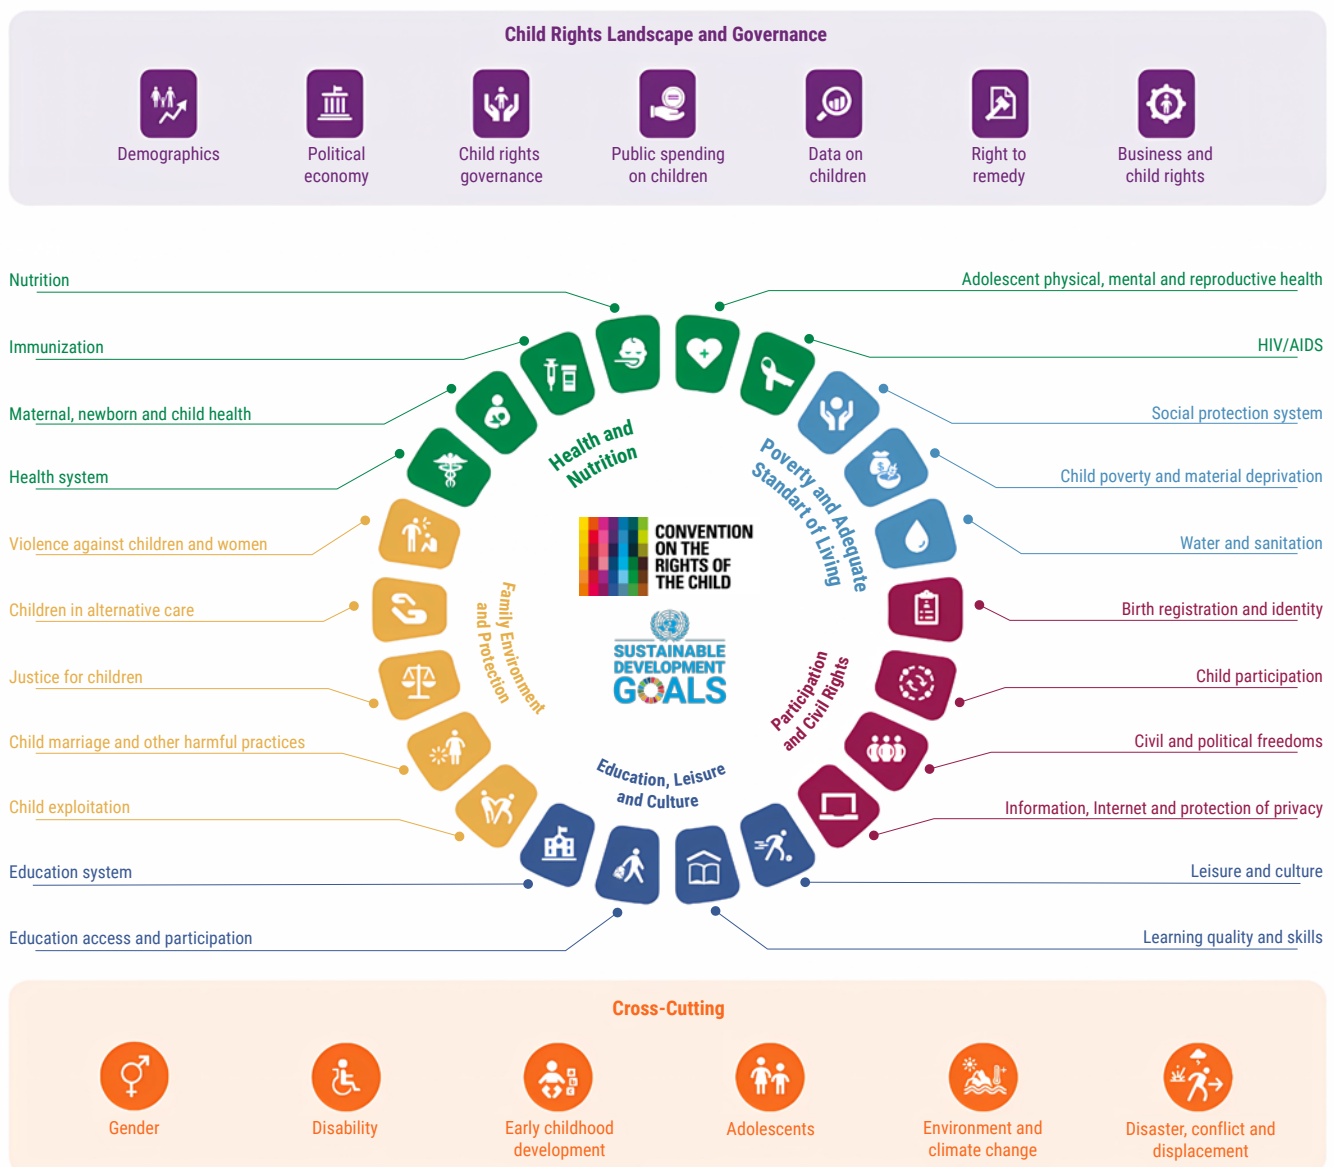 Child Rights Landscape and Governance
Demographics
Political
economy
Child rights
governance
Public spending
on children
Data on
children
Right to
remedy
Business and
child rights
Nutrition
Immunization
Maternal, newborn and child health
Health system
Violence against children and women
Children in alternative care
Justice for children
Child marriage and other harmful practices
Child exploitation
Education system
Education access and participation
Adolescent physical, mental and reproductive health
HIV/AIDS
Social protection system
Child poverty and material deprivation
Water and sanitation
Birth registration and identity
Child participation
Civil and political freedoms
Information, Internet and protection of privacy
Leisure and culture
Learning quality and skills
Health and
Nutrition
Poverty and Adequate
Standart of Living
Family Environment
and Protection
Participation
and Civil Rights
Education, Leisure
and Culture
CONVENTION
ON THE
RIGHTS OF
THE CHILD
SUSTAINABLE
DEVELOPMENT
GOALS
Cross-Cutting
Gender
Disability
Early childhood
development
Adolescents
Environment and
climate change
Disaster, conflict and
displacement